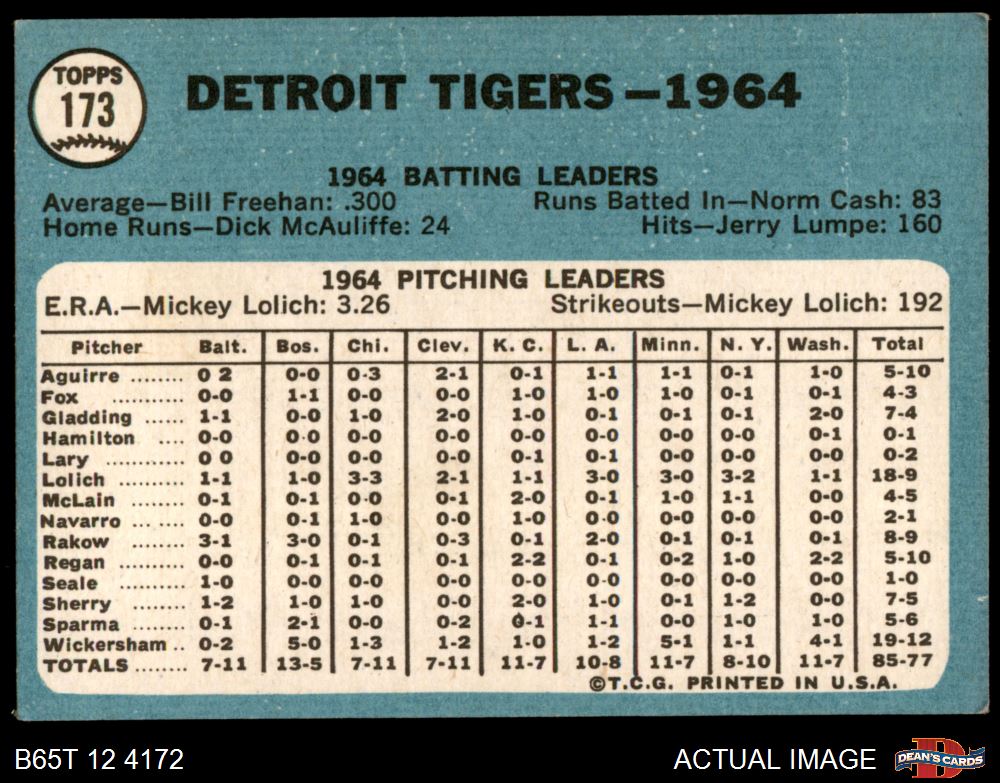 TOPPS
173
DETROIT TIGERS—1964
1964 BATTING LEADERS
Average—Bill Freehan: .300 Runs Batted In—Norm Cash: 83
Home Runs—Dick McAuliffe: 24 Hits—Jerry Lumpe: 160
1964 PITCHING LEADERS
E.R.A.—Mickey Lolich: 3.26 Strikeouts—Mickey Lolich: 192
Pitcher Balt. Bos. Chi. Clev. K. C. L. A. Minn. N. Y. Wash. Total
Aguirre ........ 0 2 0-0 0-3 2-1 0-1 1-1 1-1 0-1 1-0 5-10
Fox ........... 0-0 1-1 0-0 0-0 1-0 1-0 1-0 0-1 0-1 4-3
Gladding ...... 1-1 0-0 1-0 2-0 1-0 0-1 0-1 0-1 2-0 7-4
Hamilton .... 0-0 0-0 0-0 0-0 0-0 0-0 0-0 0-0 0-1 0-1
Lary ............ 0 0 0-0 0-0 0-0 0-1 0-1 0-0 0-0 0-0 0-2
Lolich .......... 1-1 1-0 3-3 2-1 1-1 3-0 3-0 3-2 1-1 18-9
McLain ........ 0-1 0-1 0-0 0-1 2-0 0-1 1-0 1-1 0-0 4-5
Navarro ... .... 0-0 0-1 1-0 0-0 1-0 0-0 0-0 0-0 0-0 2-1
Rakow ........ 3-1 3-0 0-1 0-3 0-1 2-0 0-1 0-1 0-1 8-9
Regan ......... 0-0 0-1 0-1 0-1 2-2 0-1 0-2 1-0 2-2 5-10
Seale .......... 1-0 0-0 0-0 0-0 0-0 0-0 0-0 0-0 0-0 1-0
Sherry ........ 1-2 1-0 1-0 0-0 2-0 1-0 0-1 1-2 0-0 7-5
Sparma ........ 0-1 2-1 0-0 0-2 0-1 1-1 0-0 1-0 1-0 5-6
Wickersham .. 0-2 5-0 1-3 1-2 1-0 1-2 5-1 1-1 4-1 19-12
TOTALS ........ 7-11 13-5 7-11 7-11 11-7 10-8 11-7 8-10 11-7 85-77
©T.C.G. PRINTED IN U.S.A.
B65T 12 4172 ACTUAL IMAGE D DEAN'S CARDS